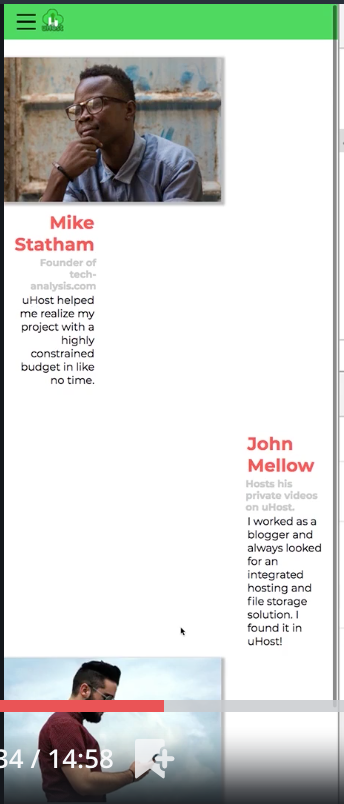 Mike
Statham
Founder of
tech-
analysis.com
uHost helped
me realize my
project with a
highly
constrained
budget in like
no time.
John
Mellow
Hosts his
private videos
on uHost.
I worked as a
blogger and
always looked
for an
integrated
hosting and
file storage
solution. I
found it in
uHost!
34 / 14:58